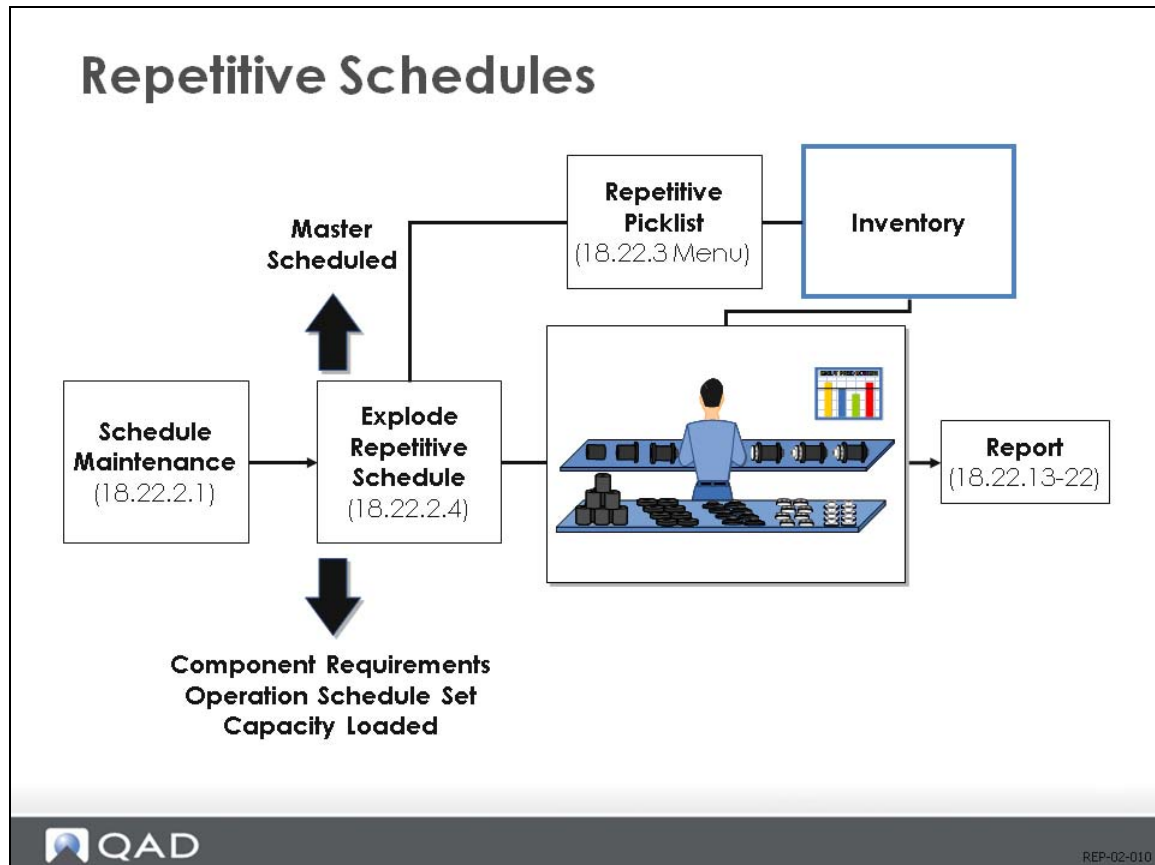 Repetitive Schedules
Repetitive
Picklist
(18.22.3 Menu)
Inventory
Master
Scheduled
Schedule
Maintenance
(18.22.2.1)
Explode
Repetitive
Schedule
(18.22.2.4)
Report
(18.22.13-22)
Component Requirements
Operation Schedule Set
Capacity Loaded
QAD
REP-02-010